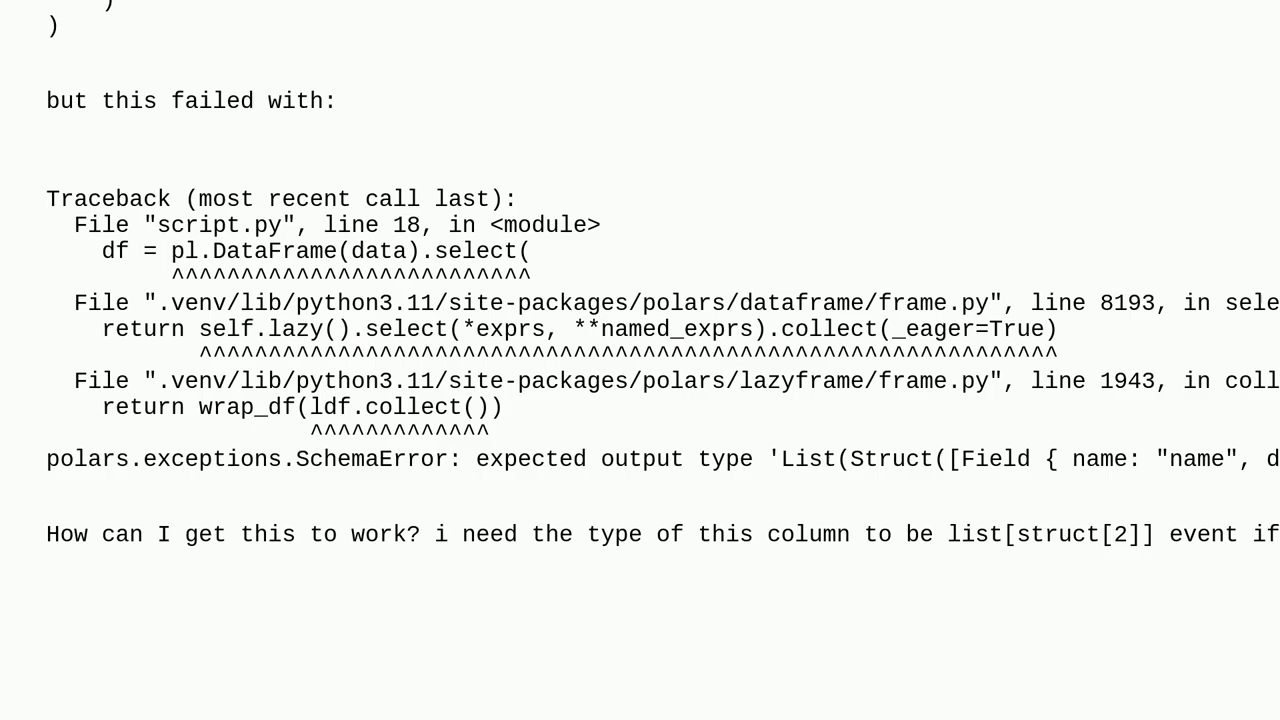 )
)
but this failed with:
Traceback (most recent call last):
  File "script.py", line 18, in <module>
    df = pl.DataFrame(data).select(
         ^^^^^^^^^^^^^^^^^^^^^^^^^^
  File ".venv/lib/python3.11/site-packages/polars/dataframe/frame.py", line 8193, in sele
    return self.lazy().select(*exprs, **named_exprs).collect(_eager=True)
           ^^^^^^^^^^^^^^^^^^^^^^^^^^^^^^^^^^^^^^^^^^^^^^^^^^^^^^^^^^^^^^
  File ".venv/lib/python3.11/site-packages/polars/lazyframe/frame.py", line 1943, in coll
    return wrap_df(ldf.collect())
                   ^^^^^^^^^^^^^
polars.exceptions.SchemaError: expected output type 'List(Struct([Field { name: "name", d
How can I get this to work? i need the type of this column to be list[struct[2]] event if